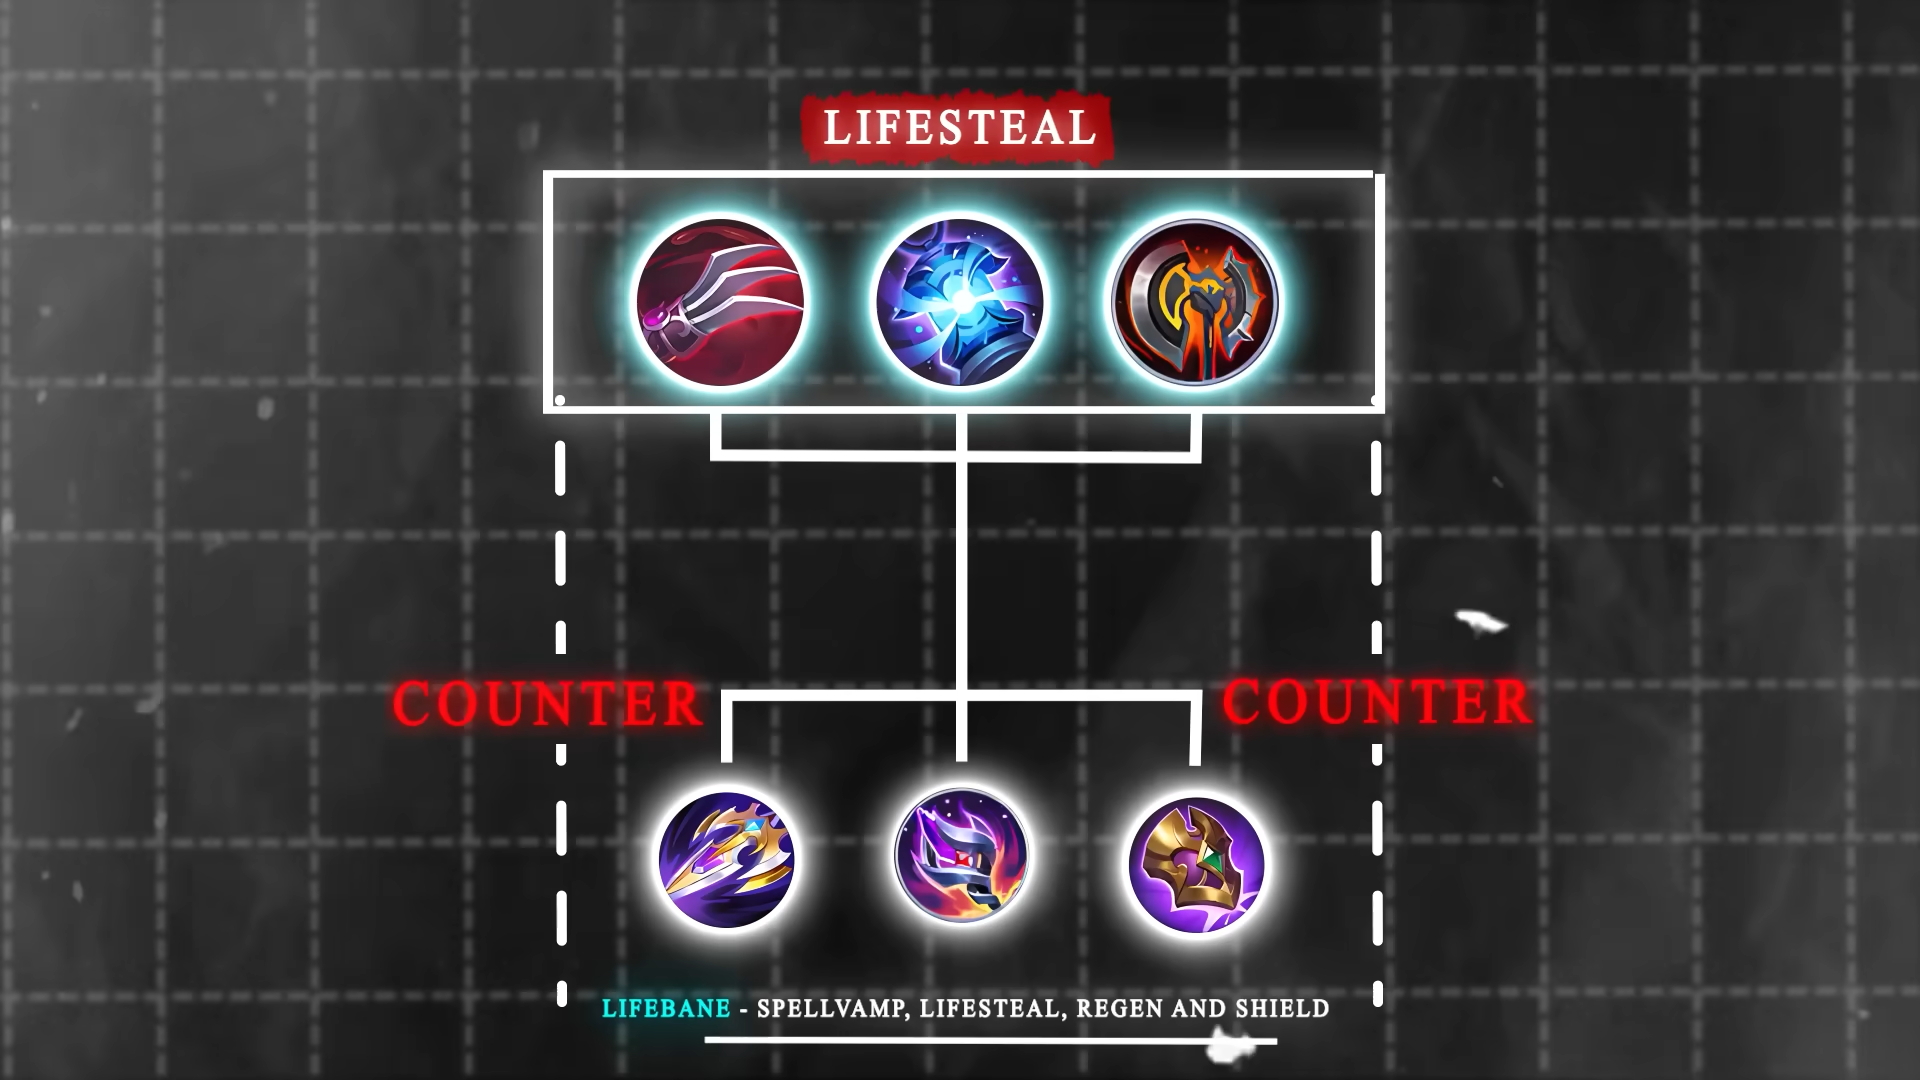 LIFESTEAL
COUNTER
COUNTER
LIFEBANE - SPELLVAMP, LIFESTEAL, REGEN AND SHIELD